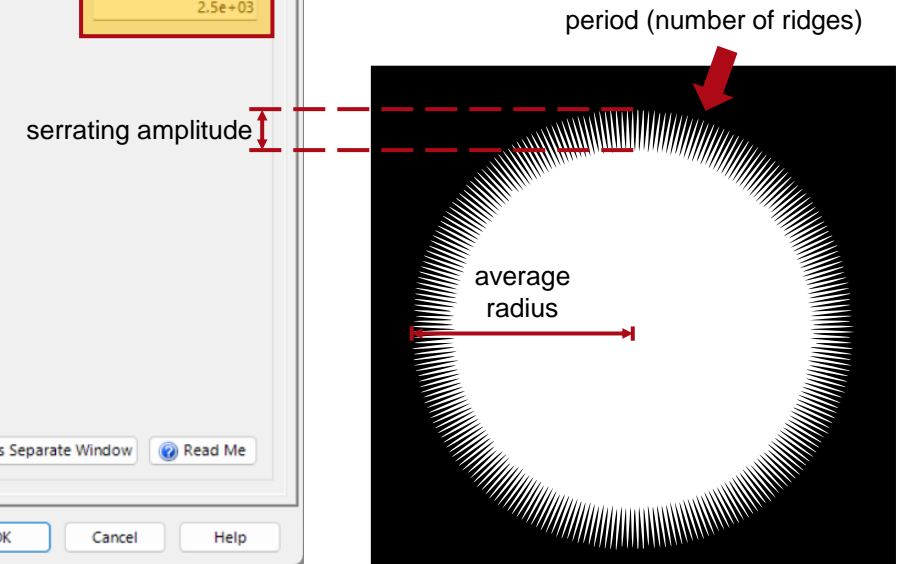 2.5e+03
period (number of ridges)
serrating amplitude
average
radius
s Separate Window
Read Me
Cancel
Help